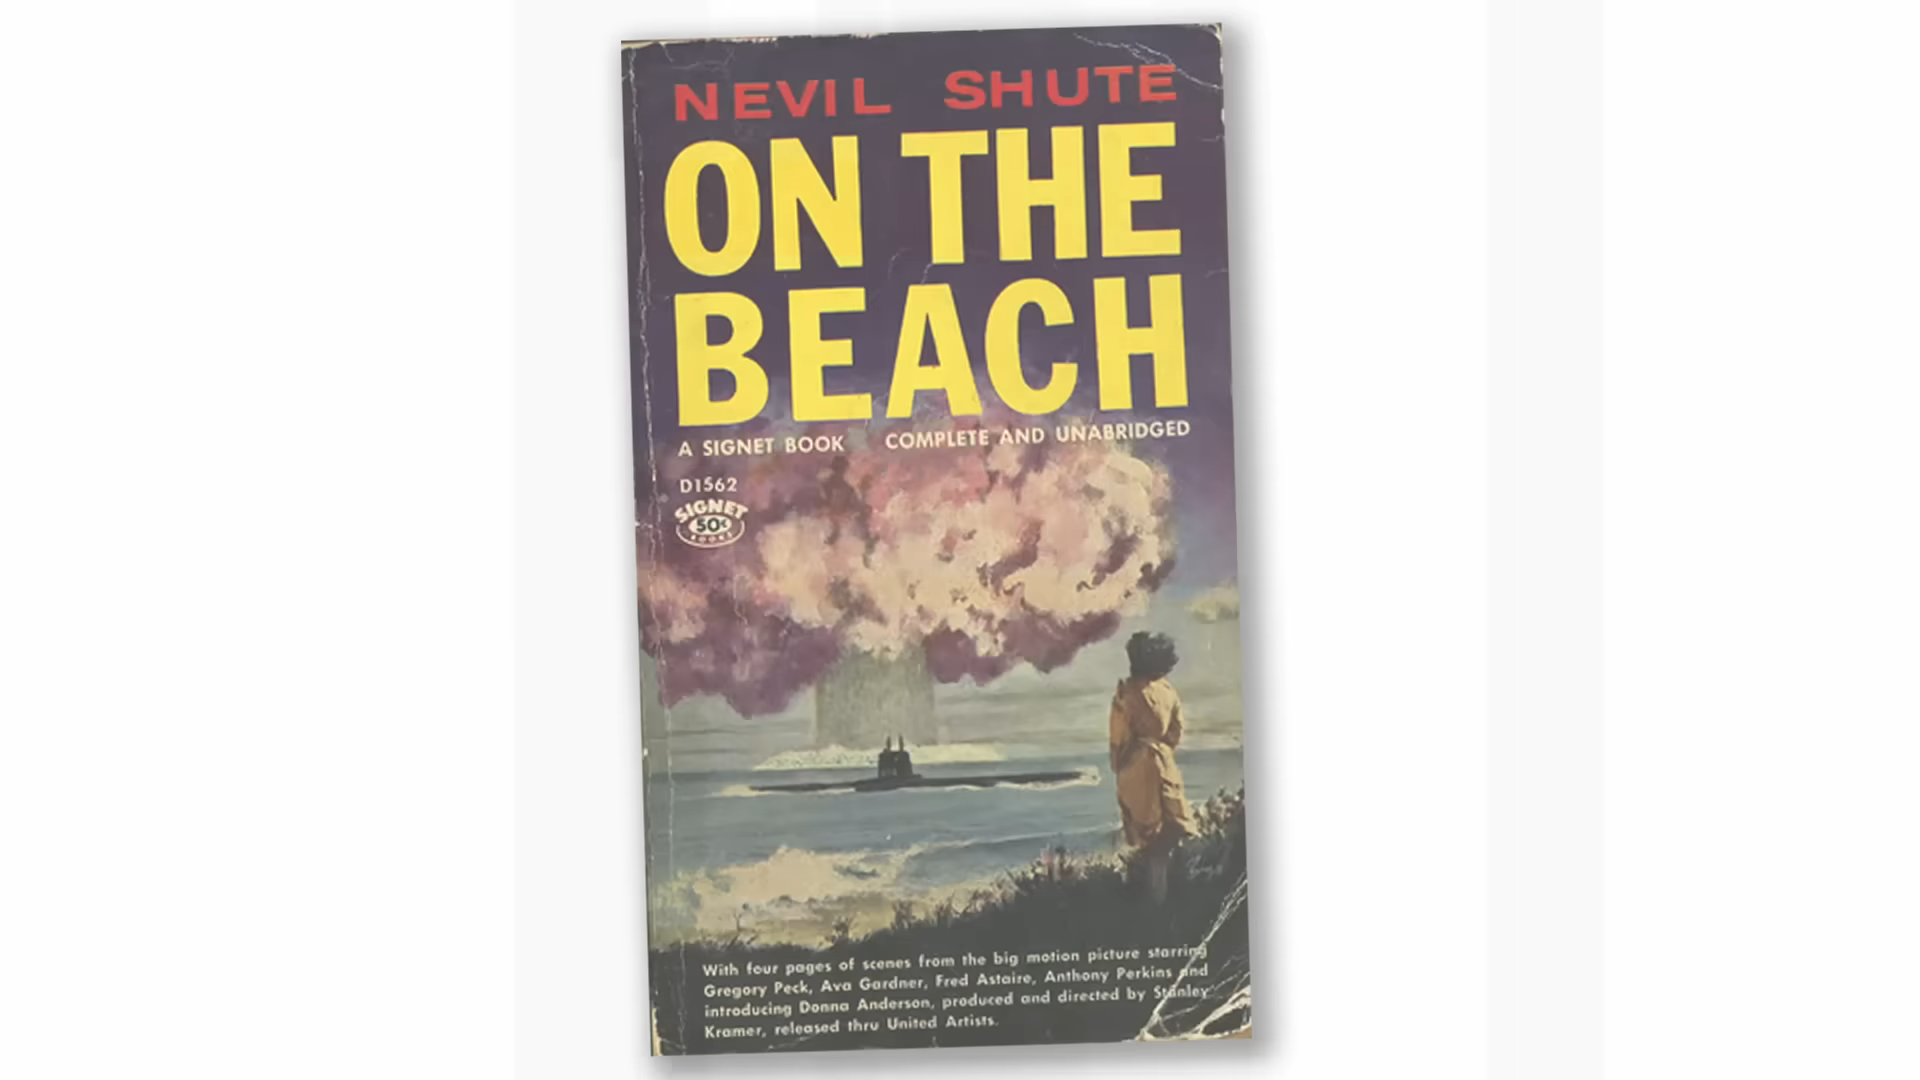 NEVIL SHUTE
ON THE
BEACH
A SIGNET BOOK COMPLETE AND UNABRIDGED
D1562
SIGNET
50¢
BOOKS
With four pages of scenes from the big motion picture starring
Gregory Peck, Ava Gardner, Fred Astaire, Anthony Perkins and
introducing Donna Anderson, produced and directed by Stanley
Kramer, released thru United Artists.